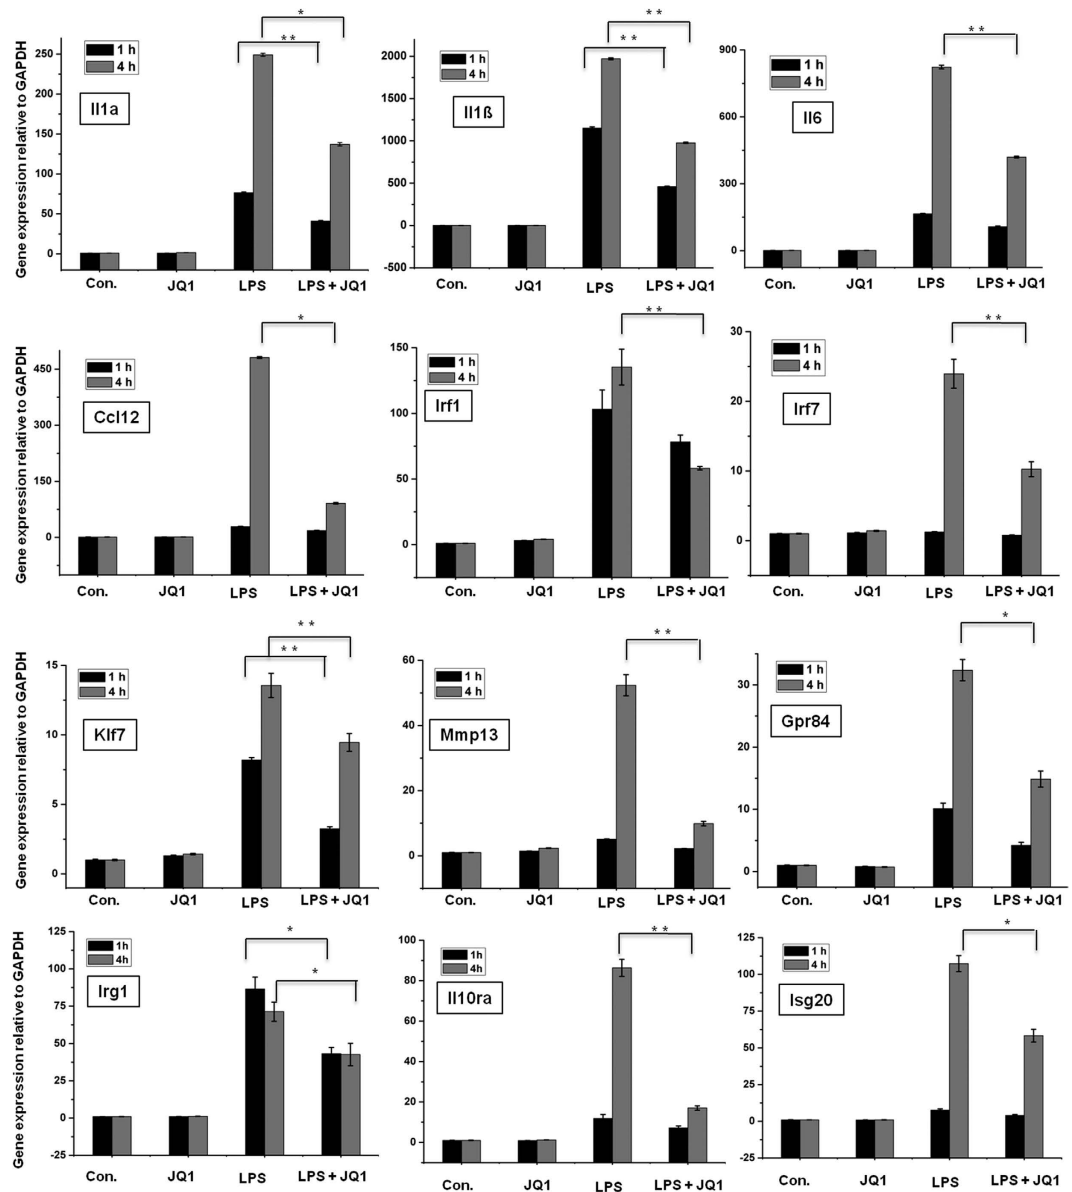 Gene expression relative to GAPDH
250
225
200
175
150
125
100
75
50
25
0
1 h
4 h
Il1a
*
* *
Con. JQ1 LPS LPS + JQ1
2000
1500
1000
500
0
-500
1 h
4 h
Il1ß
* *
* *
Con. JQ1 LPS LPS + JQ1
900
600
300
0
1 h
4 h
Il6
* *
Con. JQ1 LPS LPS + JQ1
Gene expression relative to GAPDH
450
300
150
0
1 h
4 h
Ccl12
*
Con. JQ1 LPS LPS + JQ1
150
100
50
0
1 h
4 h
Irf1
* *
Con. JQ1 LPS LPS + JQ1
30
20
10
0
1 h
4 h
Irf7
* *
Con. JQ1 LPS LPS + JQ1
Gene expression relative to GAPDH
15
10
5
0
1 h
4 h
Klf7
* *
* *
Con. JQ1 LPS LPS + JQ1
60
40
20
0
1 h
4 h
Mmp13
* *
Con. JQ1 LPS LPS + JQ1
30
20
10
0
1 h
4 h
Gpr84
*
Con. JQ1 LPS LPS + JQ1
Gene expression relative to GAPDH
125
100
75
50
25
0
-25
1h
4h
Irg1
*
*
Con. JQ1 LPS LPS + JQ1
100
80
60
40
20
0
1h
4h
Il10ra
* *
Con. JQ1 LPS LPS + JQ1
125
100
75
50
25
0
-25
1 h
4 h
Isg20
*
Con. JQ1 LPS LPS + JQ1